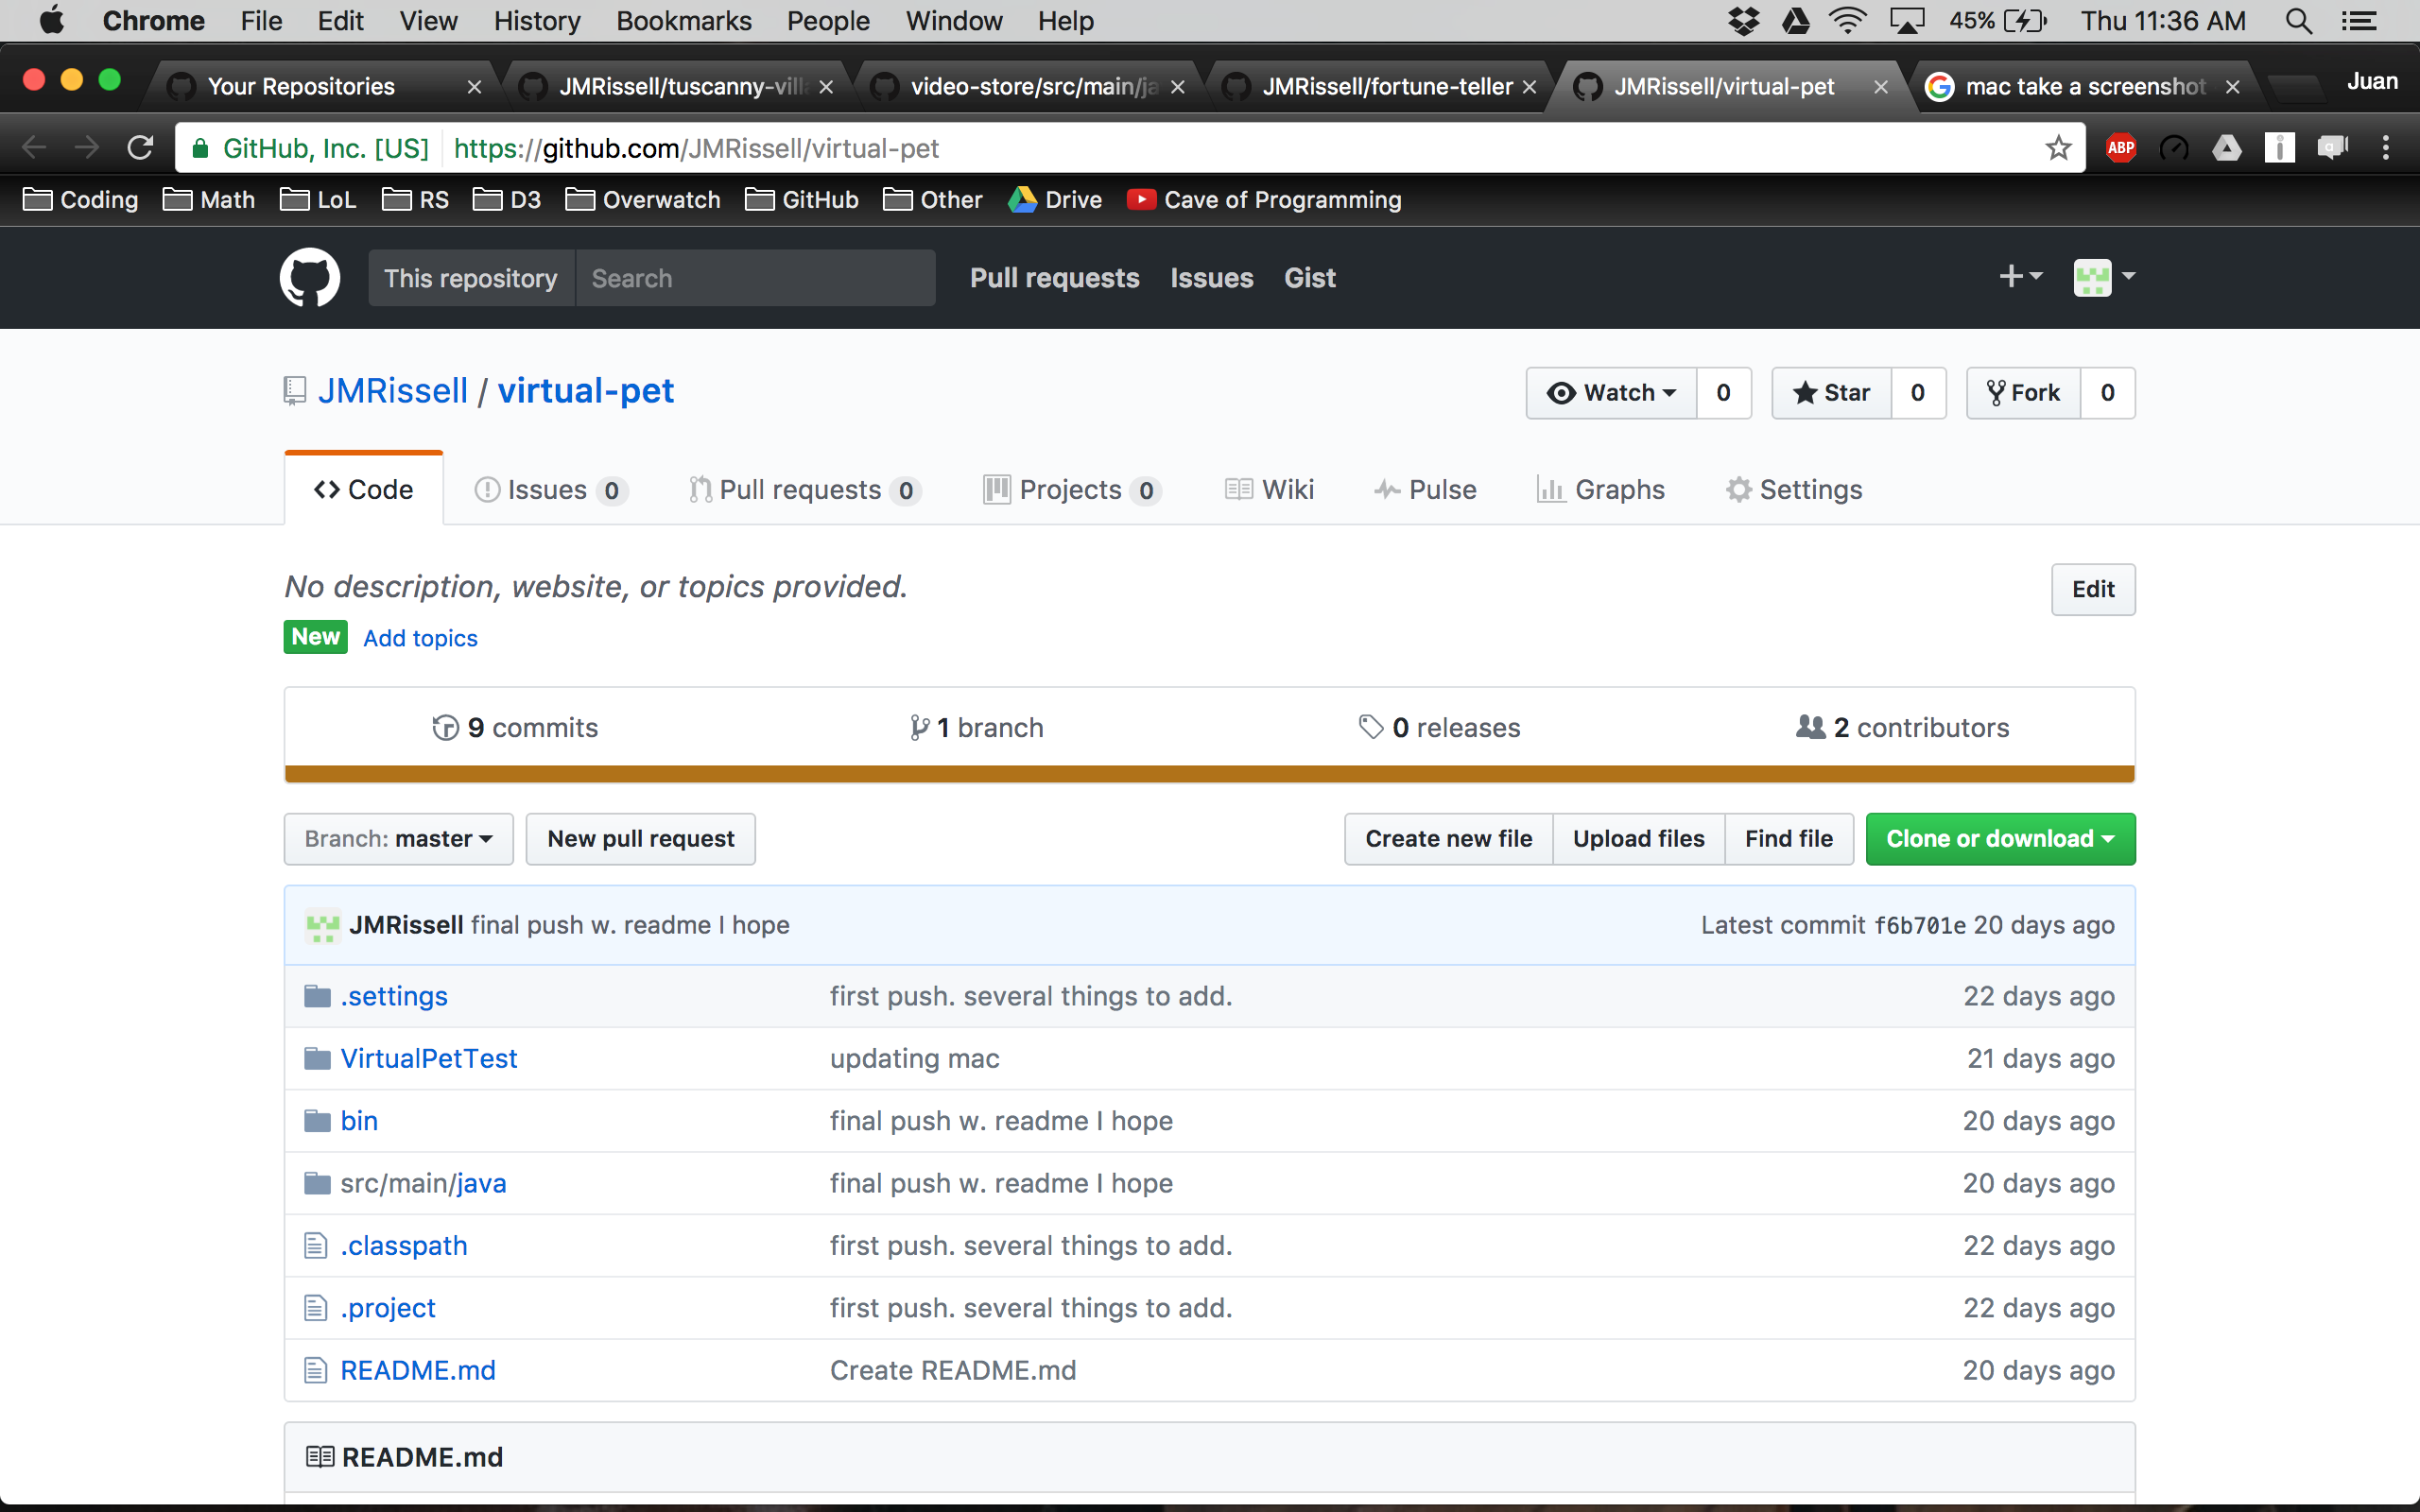 Chrome File Edit View History Bookmarks People Window Help 45% Thu 11:36 AM
Your Repositories JMRissell/tuscanny-villa video-store/src/main/ja JMRissell/fortune-teller JMRissell/virtual-pet mac take a screenshot Juan
GitHub, Inc. [US] https://github.com/JMRissell/virtual-pet ABP
Coding Math LoL RS D3 Overwatch GitHub Other Drive Cave of Programming
This repository Search Pull requests Issues Gist
JMRissell / virtual-pet Watch 0 Star 0 Fork 0
Code Issues 0 Pull requests 0 Projects 0 Wiki Pulse Graphs Settings
No description, website, or topics provided. Edit
New Add topics
9 commits 1 branch 0 releases 2 contributors
Branch: master New pull request Create new file Upload files Find file Clone or download
JMRissell final push w. readme I hope Latest commit f6b701e 20 days ago
.settings first push. several things to add. 22 days ago
VirtualPetTest updating mac 21 days ago
bin final push w. readme I hope 20 days ago
src/main/java final push w. readme I hope 20 days ago
.classpath first push. several things to add. 22 days ago
.project first push. several things to add. 22 days ago
README.md Create README.md 20 days ago
README.md